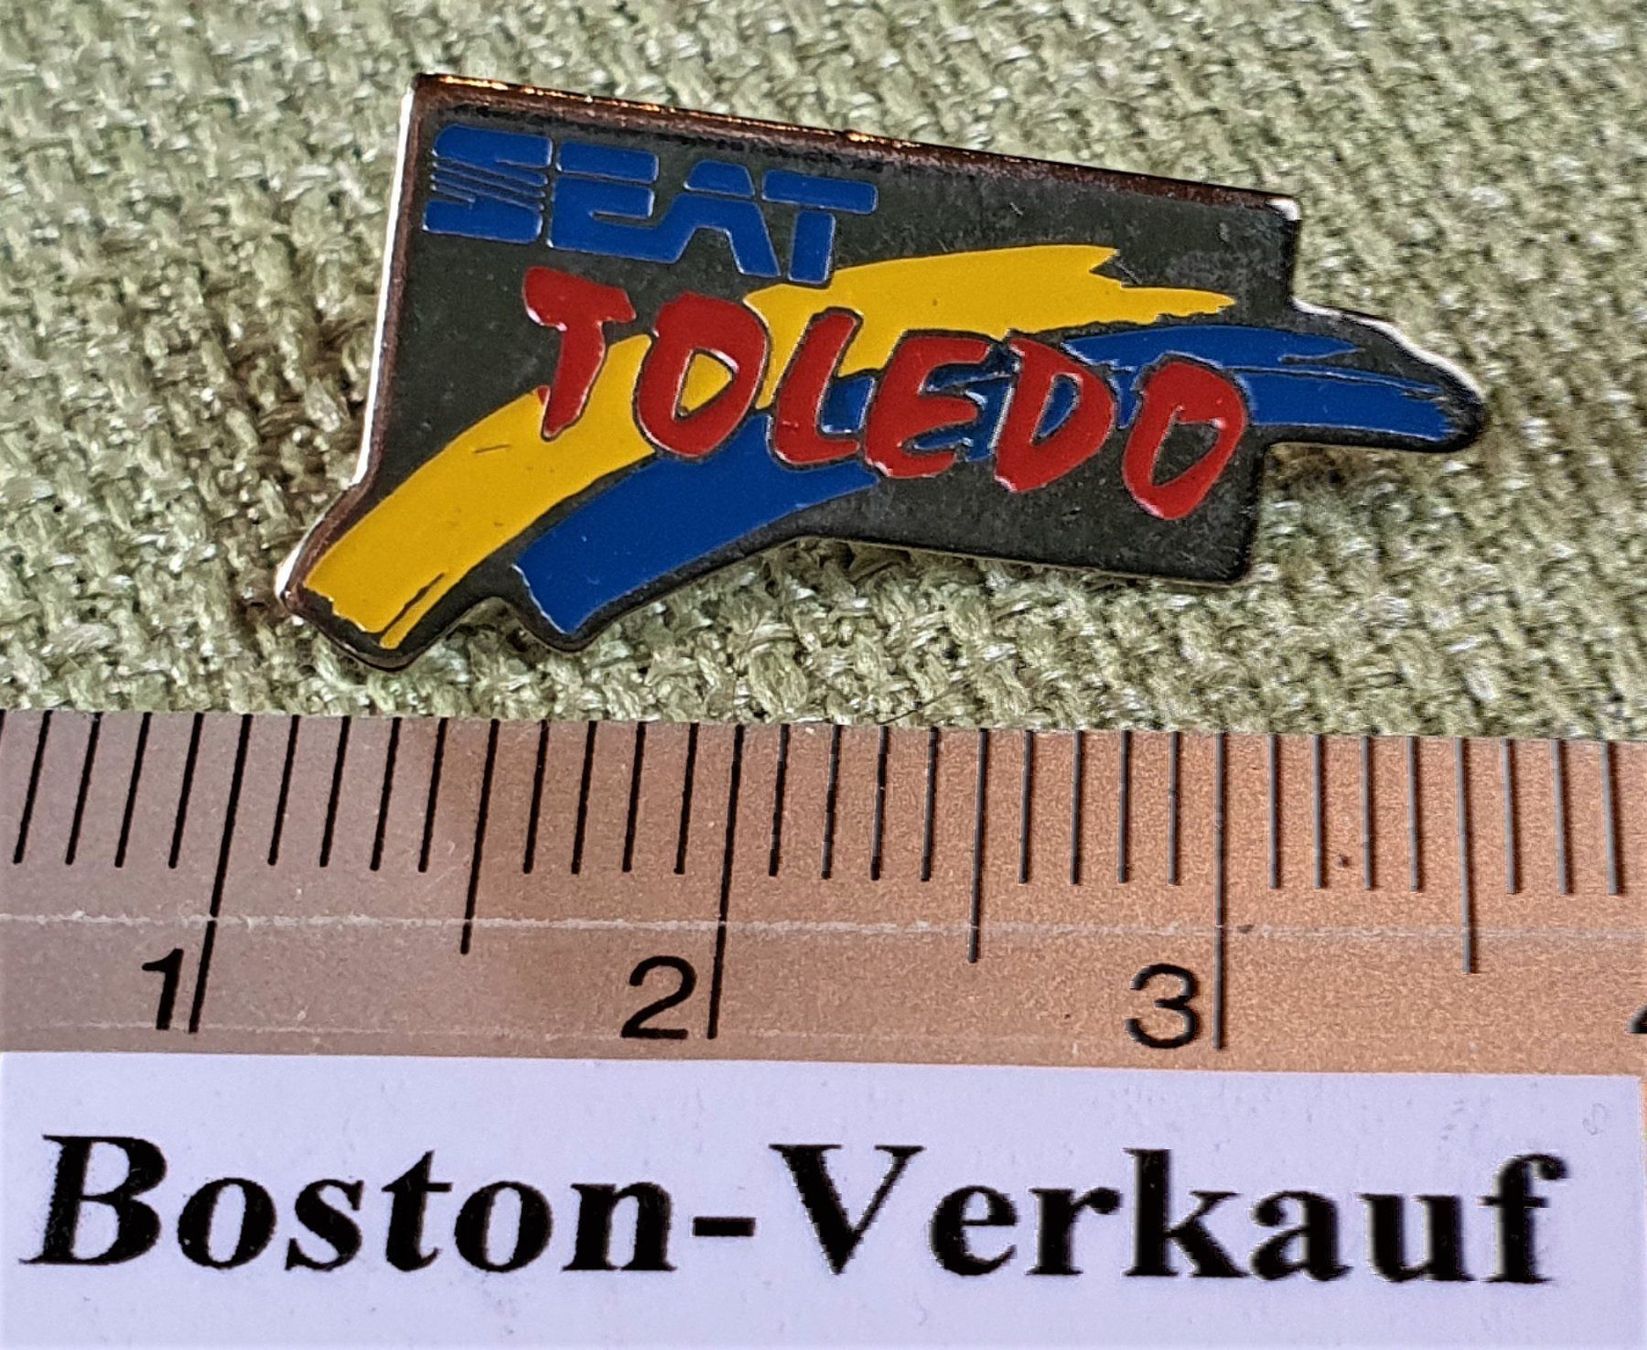 SEAT
TOLEDO
1 2 3
Boston-Verkauf